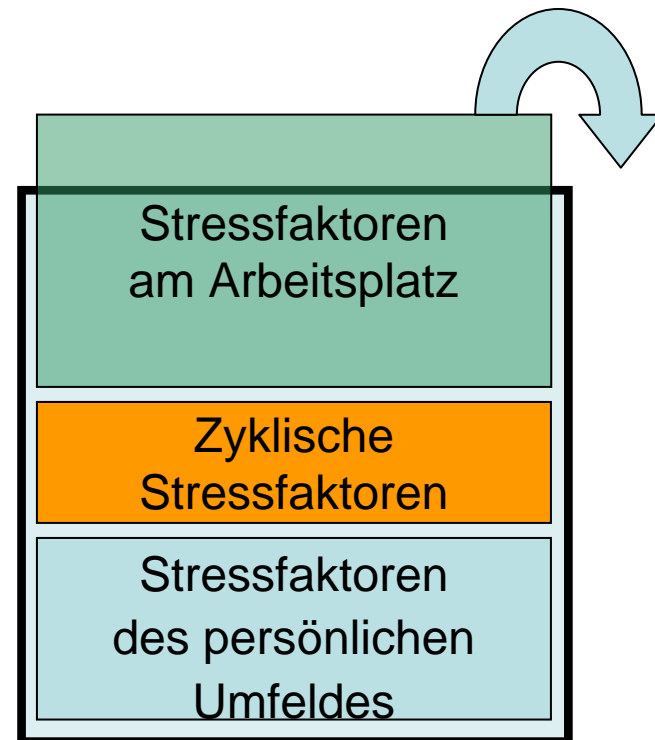 Stressfaktoren
am Arbeitsplatz
Zyklische
Stressfaktoren
Stressfaktoren
des persönlichen
Umfeldes